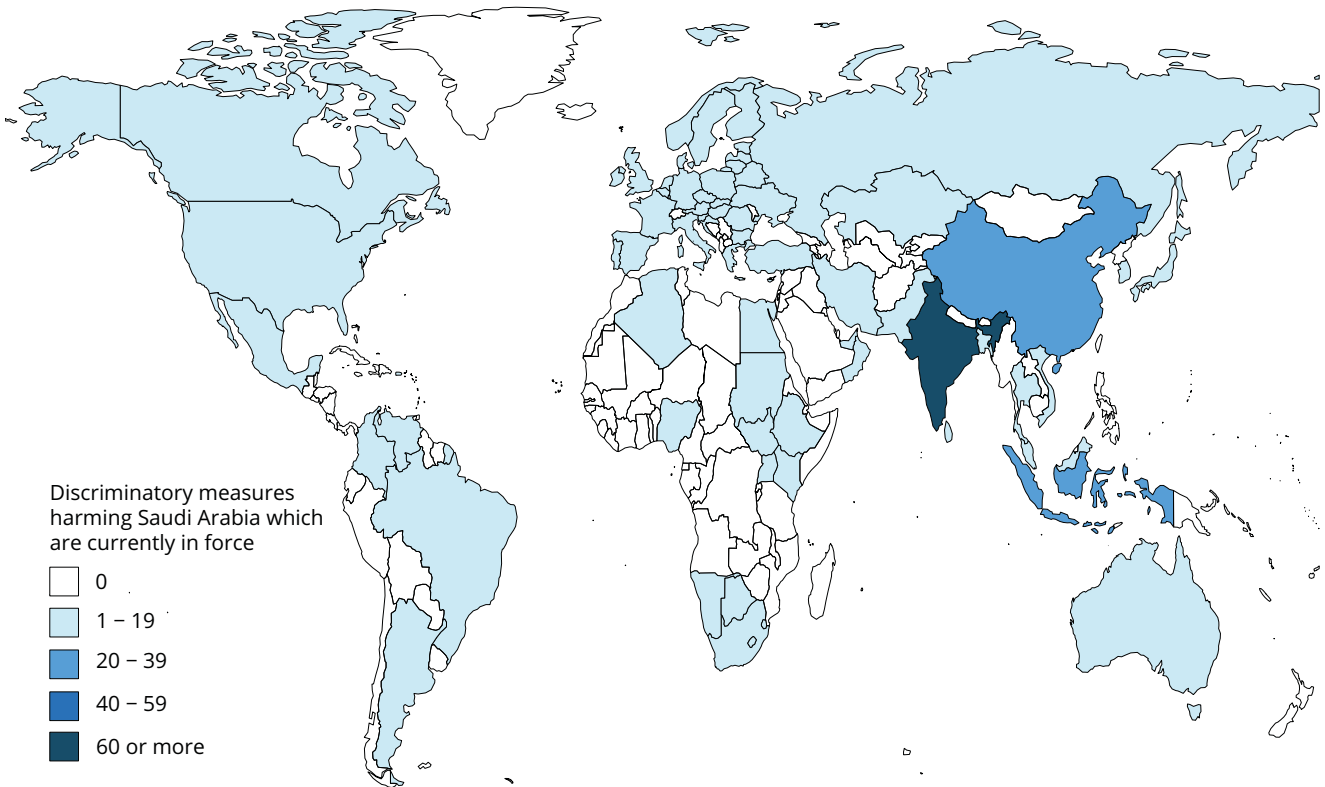 Discriminatory measures
harming Saudi Arabia which
are currently in force
0
1 – 19
20 – 39
40 – 59
60 or more